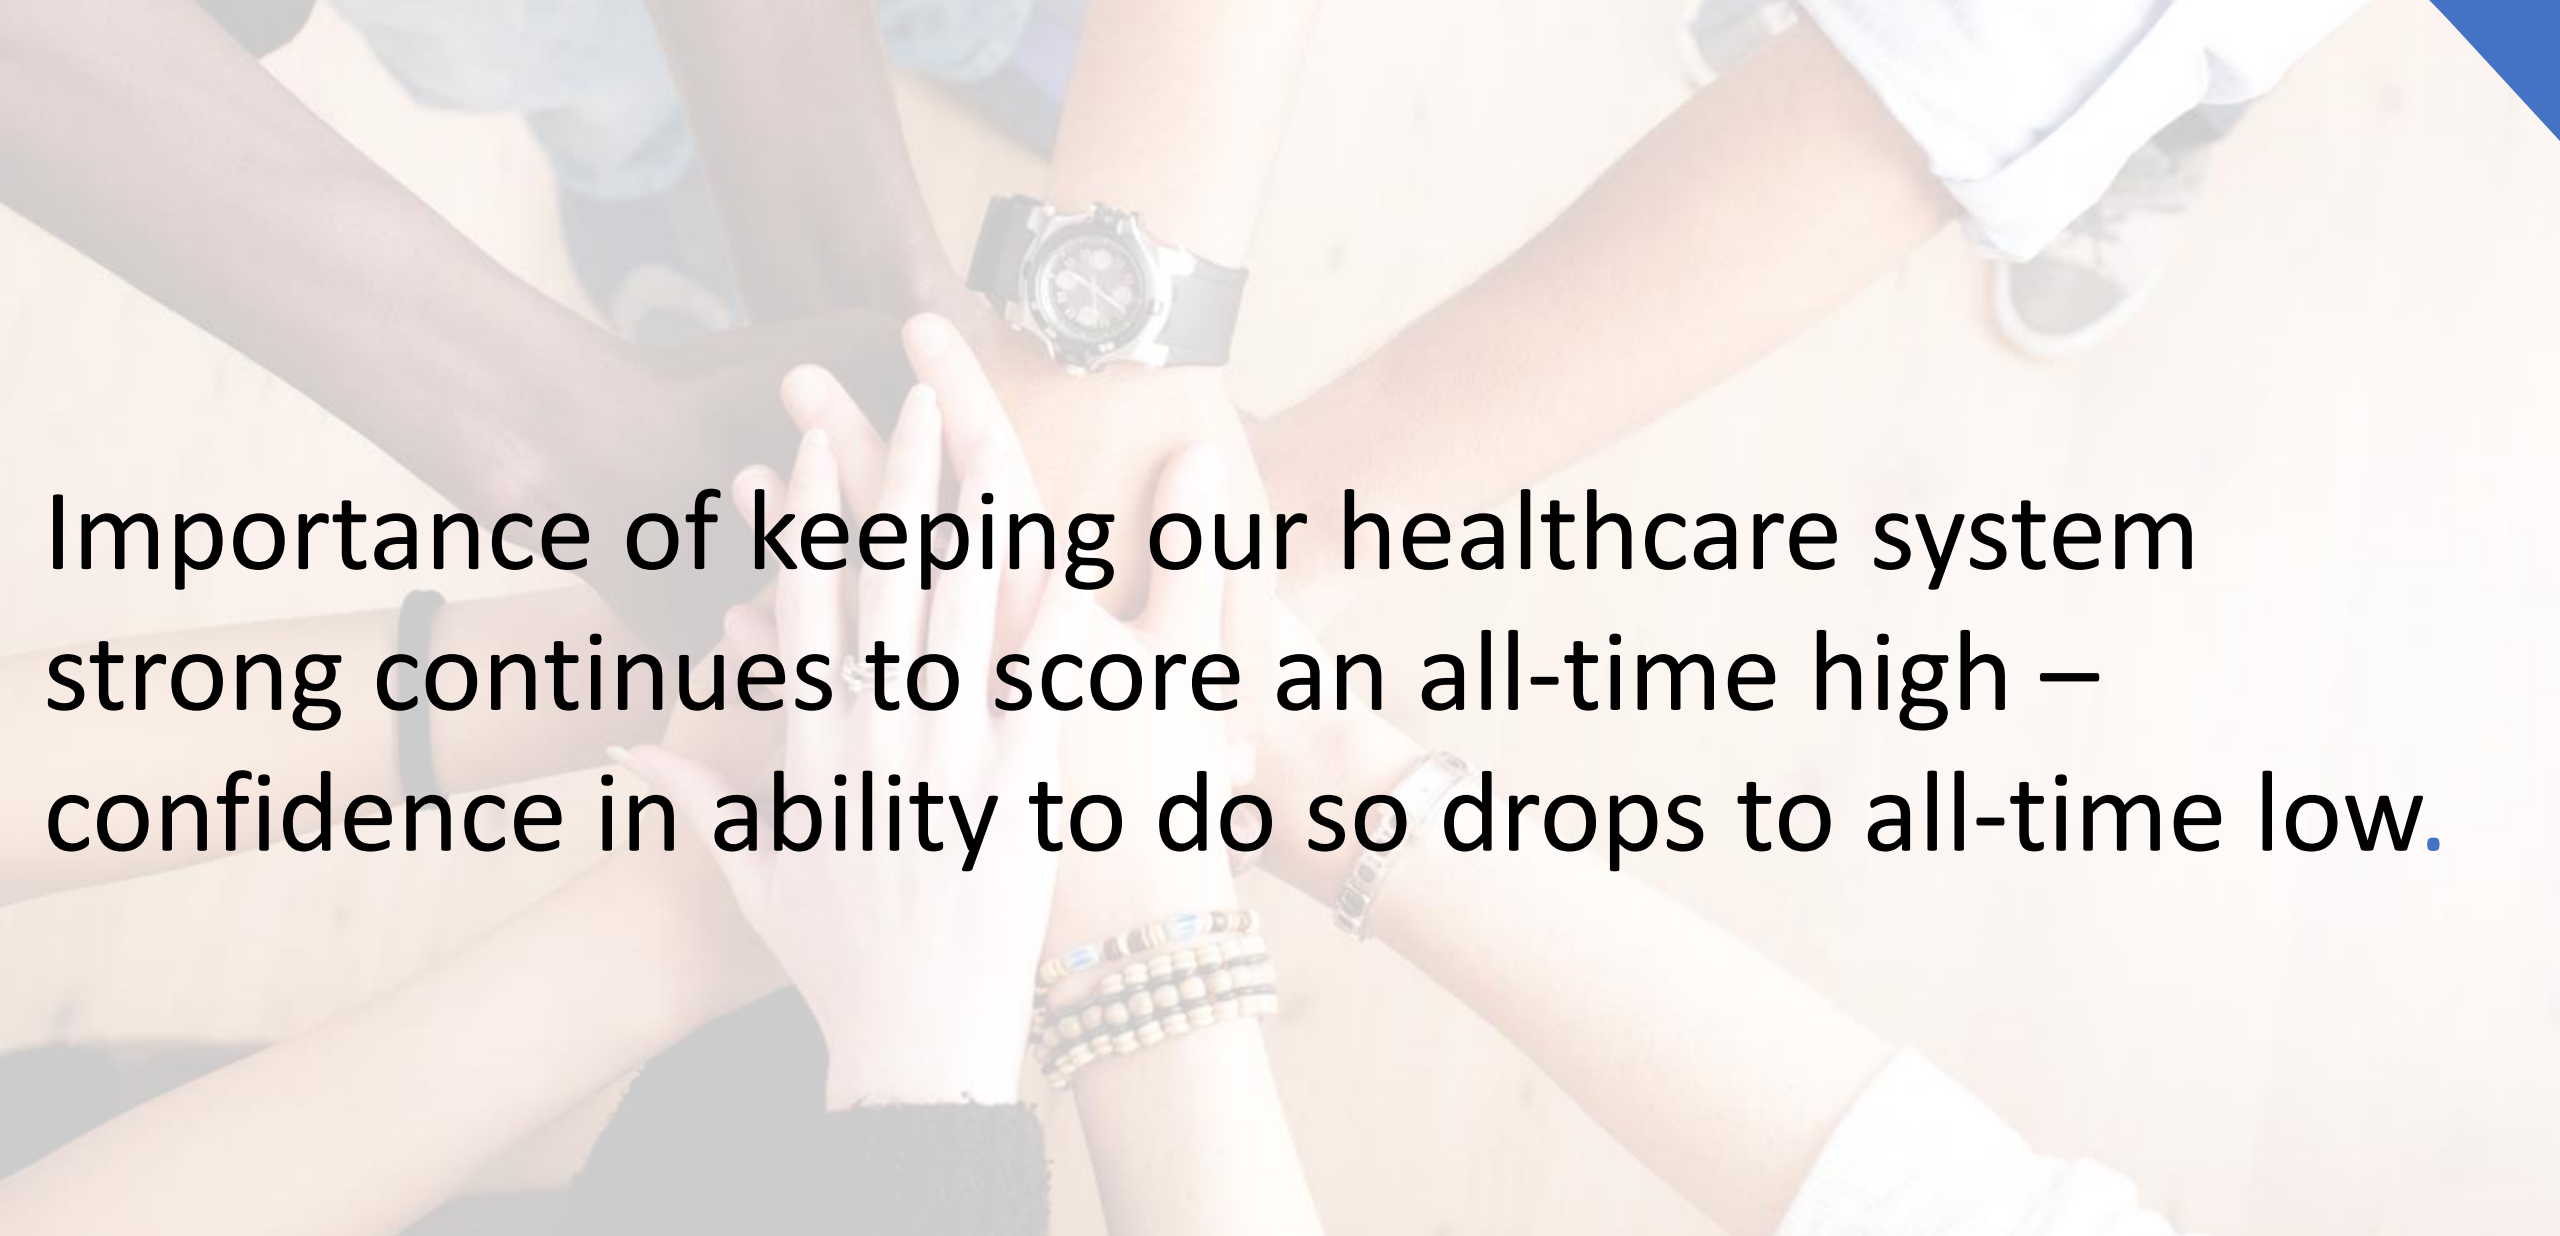 Importance of keeping our healthcare system
strong continues to score an all-time high –
confidence in ability to do so drops to all-time low.